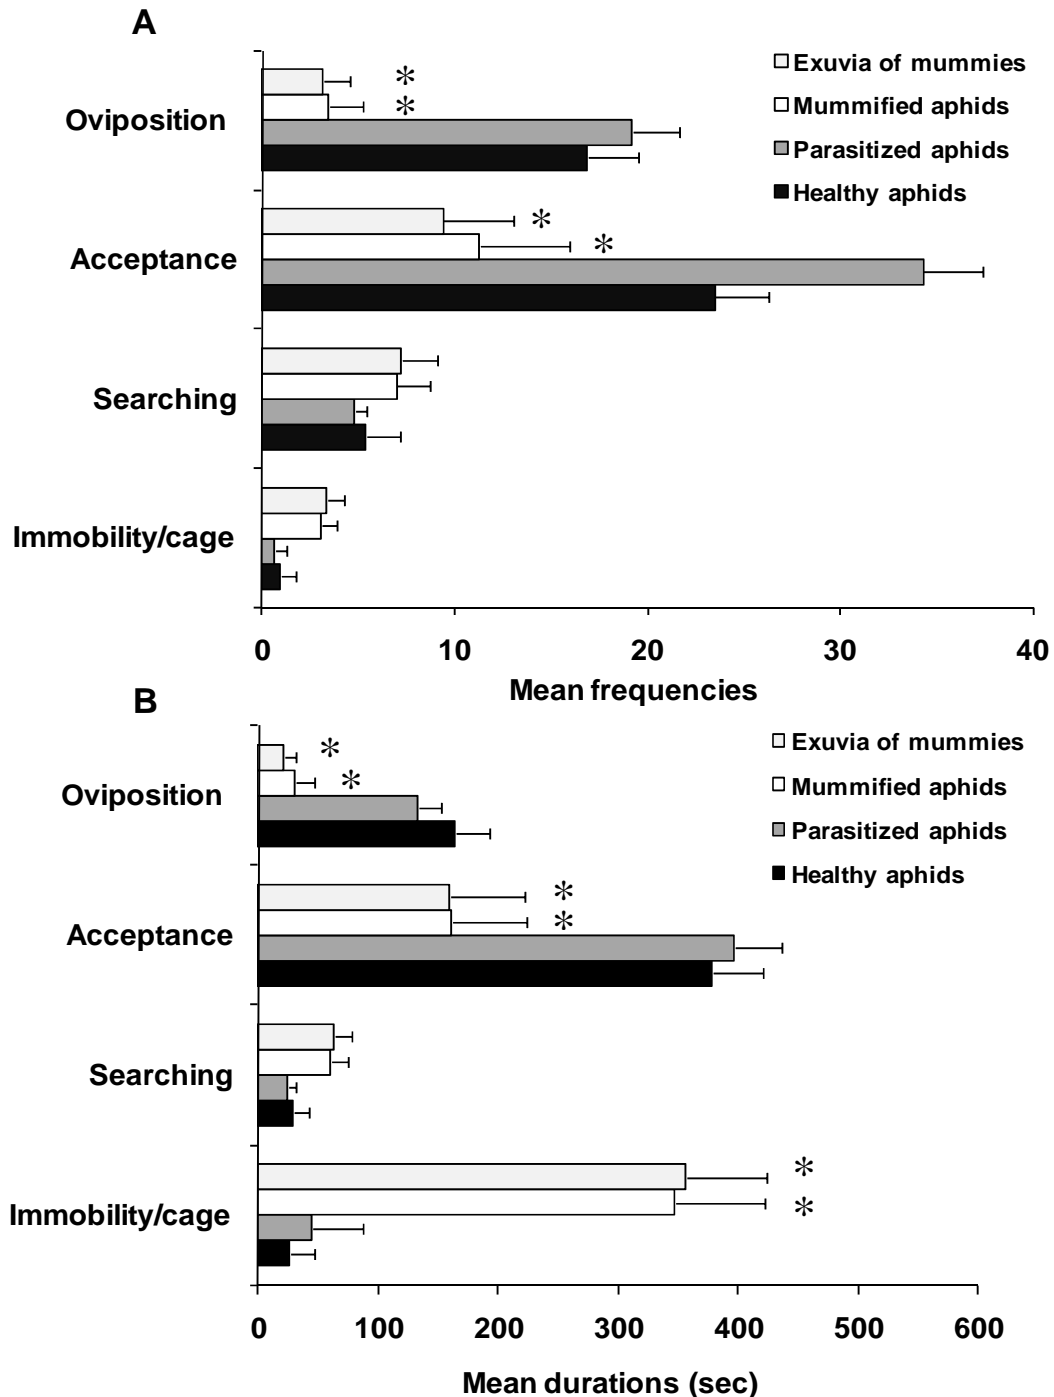 A
Exuvia of mummies
Mummified aphids
Parasitized aphids
Healthy aphids
Oviposition
*
*
Acceptance
*
*
Searching
Immobility/cage
0 10 20 30 40
Mean frequencies
B
Exuvia of mummies
Mummified aphids
Parasitized aphids
Healthy aphids
Oviposition
*
*
Acceptance
*
*
Searching
Immobility/cage
*
*
0 100 200 300 400 500 600
Mean durations (sec)